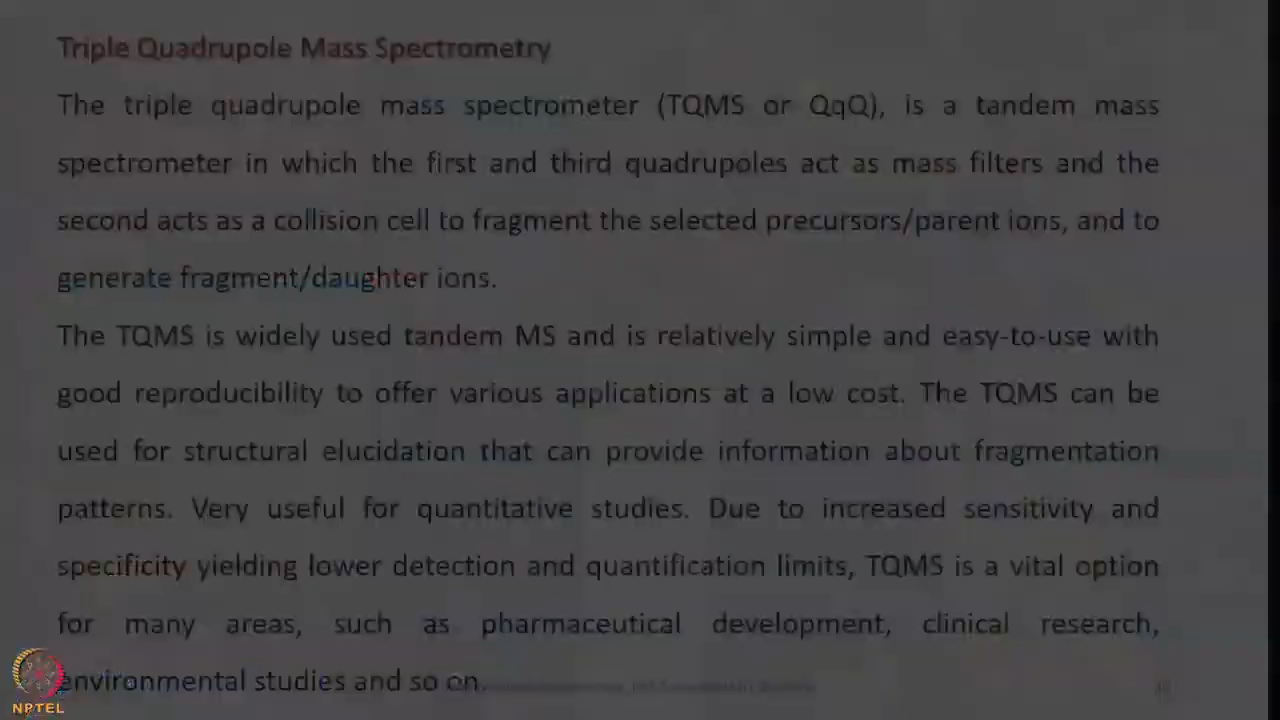 Triple Quadrupole Mass Spectrometry
The triple quadrupole mass spectrometer (TQMS or QqQ), is a tandem mass
spectrometer in which the first and third quadrupoles act as mass filters and the
second acts as a collision cell to fragment the selected precursors/parent ions, and to
generate fragment/daughter ions.
The TQMS is widely used tandem MS and is relatively simple and easy-to-use with
good reproducibility to offer various applications at a low cost. The TQMS can be
used for structural elucidation that can provide information about fragmentation
patterns. Very useful for quantitative studies. Due to increased sensitivity and
specificity yielding lower detection and quantification limits, TQMS is a vital option
for many areas, such as pharmaceutical development, clinical research,
environmental studies and so on.
NPTEL